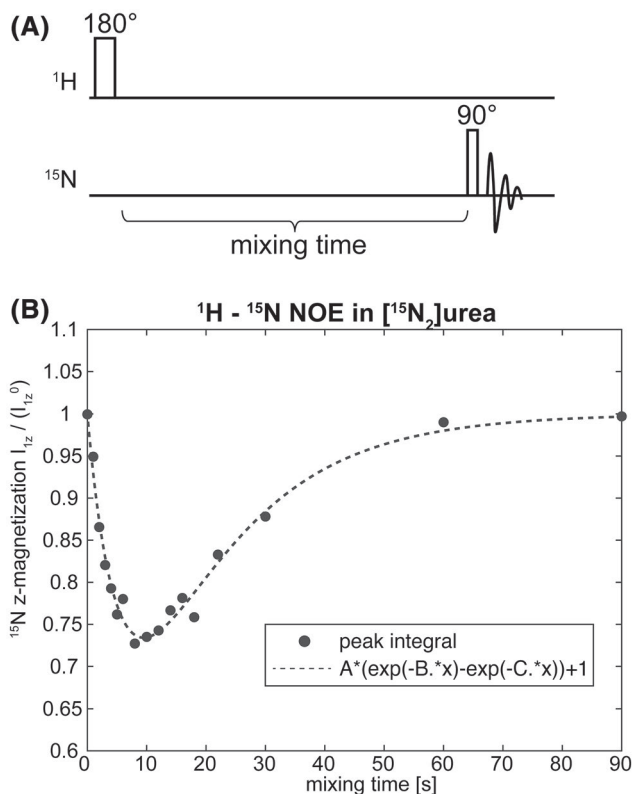 (A)
180°
¹H
90°
¹⁵N
mixing time
(B)
¹H - ¹⁵N NOE in [¹⁵N₂]urea
1.1
1.05
1
0.95
0.9
0.85
0.8
0.75
0.7
0.65
0.6
¹⁵N z-magnetization I₁z / (I₁z⁰)
peak integral
A*(exp(-B.*x)-exp(-C.*x))+1
0 10 20 30 40 50 60 70 80 90
mixing time [s]